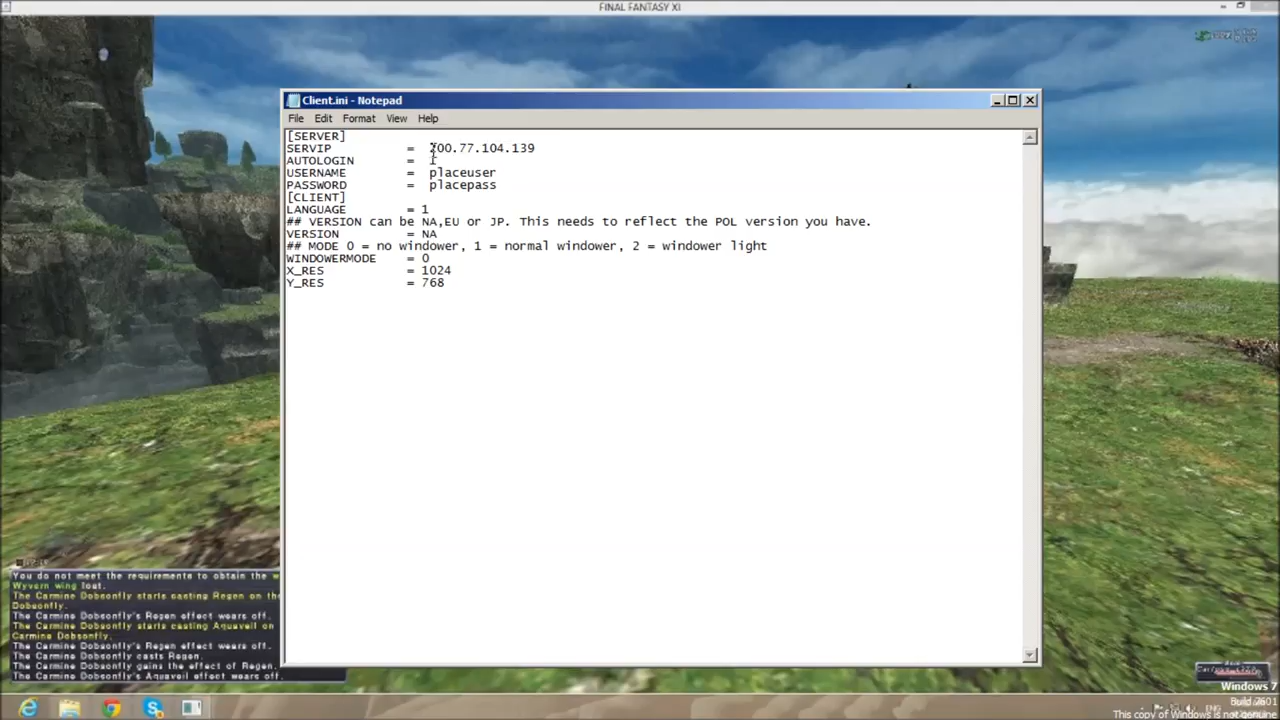 FINAL FANTASY XI
Client.ini - Notepad
File Edit Format View Help
[SERVER]
SERVIP = 200.77.104.139
AUTOLOGIN = 1
USERNAME = placeuser
PASSWORD = placepass
[CLIENT]
LANGUAGE = 1
## VERSION can be NA,EU or JP. This needs to reflect the POL version you have.
VERSION = NA
## MODE 0 = no windower, 1 = normal windower, 2 = windower light
WINDOWERMODE = 0
X_RES = 1024
Y_RES = 768
You do not meet the requirements to obtain the
Wyvern wing lost.
The Carmine Dobsonfly starts casting Regen on the
Dobsonfly.
The Carmine Dobsonfly's Regen effect wears off.
The Carmine Dobsonfly starts casting Aquaveil on
Carmine Dobsonfly.
The Carmine Dobsonfly's Regen effect wears off.
The Carmine Dobsonfly casts Regen.
The Carmine Dobsonfly gains the effect of Regen.
The Carmine Dobsonfly's Aquaveil effect wears off.
Windows 7
Build 7601
This copy of Windows is not genuine